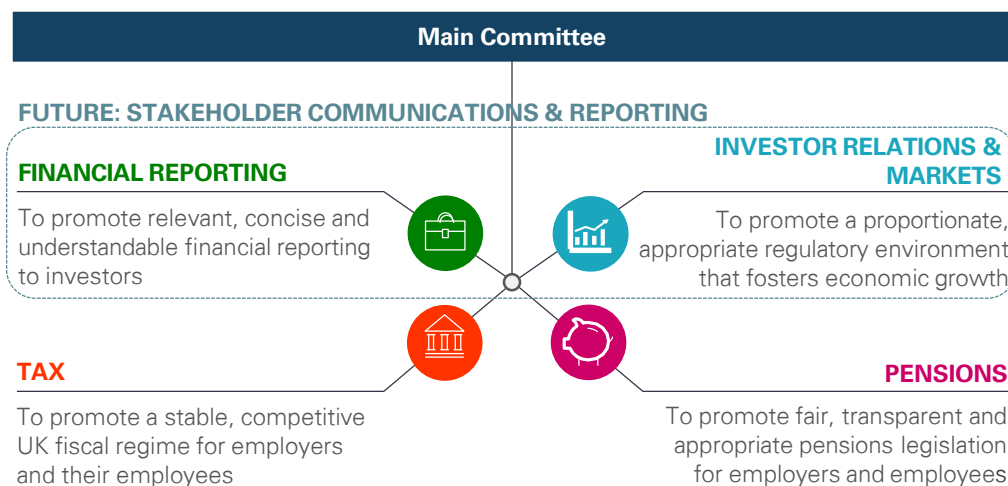 Main Committee
FUTURE: STAKEHOLDER COMMUNICATIONS & REPORTING
FINANCIAL REPORTING
To promote relevant, concise and
understandable financial reporting
to investors
INVESTOR RELATIONS &
MARKETS
To promote a proportionate,
appropriate regulatory environment
that fosters economic growth
TAX
To promote a stable, competitive
UK fiscal regime for employers
and their employees
PENSIONS
To promote fair, transparent and
appropriate pensions legislation
for employers and employees